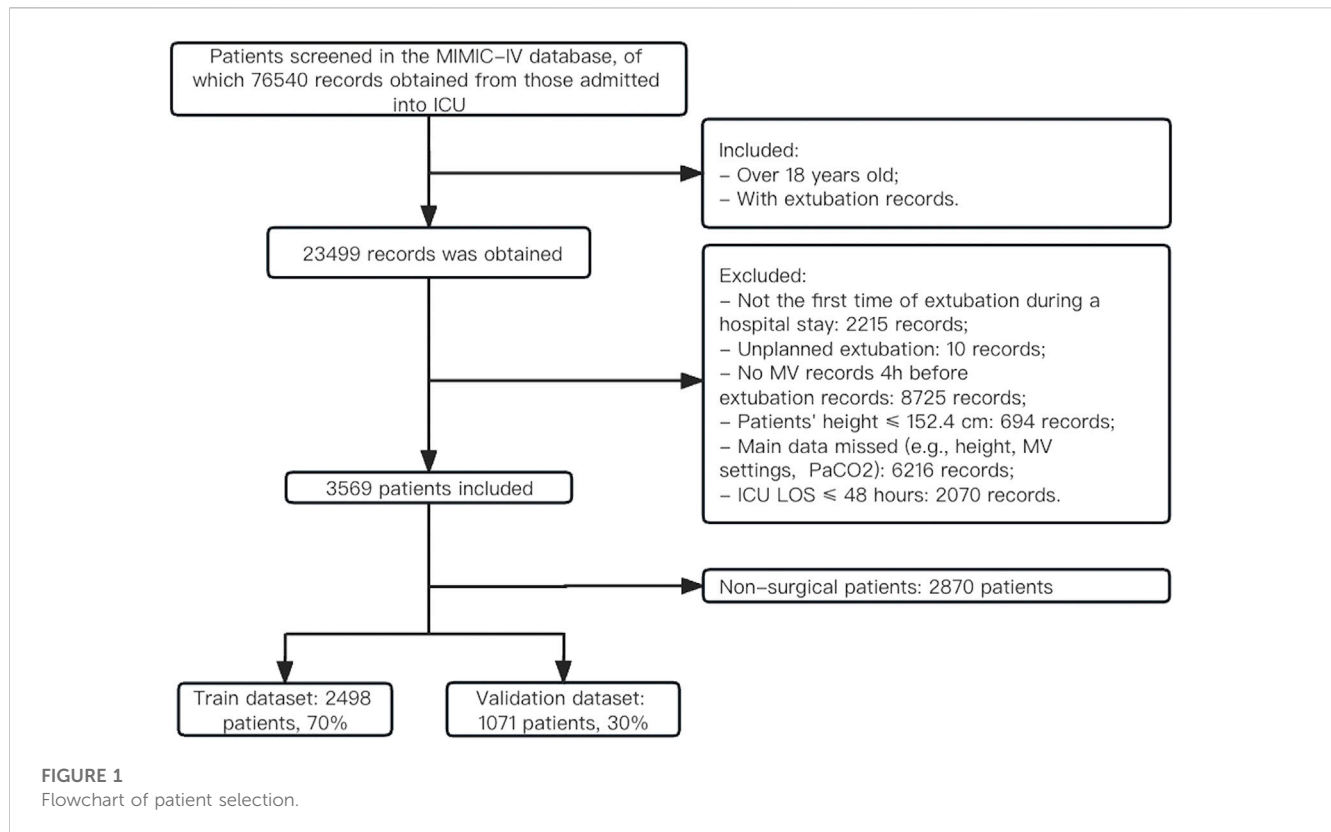 Patients screened in the MIMIC–IV database, of
which 76540 records obtained from those admitted
into ICU
Included:
– Over 18 years old;
– With extubation records.
23499 records was obtained
Excluded:
– Not the first time of extubation during a
hospital stay: 2215 records;
– Unplanned extubation: 10 records;
– No MV records 4h before
extubation records: 8725 records;
– Patients' height ⩽ 152.4 cm: 694 records;
– Main data missed (e.g., height, MV
settings, PaCO2): 6216 records;
– ICU LOS ⩽ 48 hours: 2070 records.
3569 patients included
Non–surgical patients: 2870 patients
Train dataset: 2498
patients, 70%
Validation dataset:
1071 patients, 30%
FIGURE 1
Flowchart of patient selection.